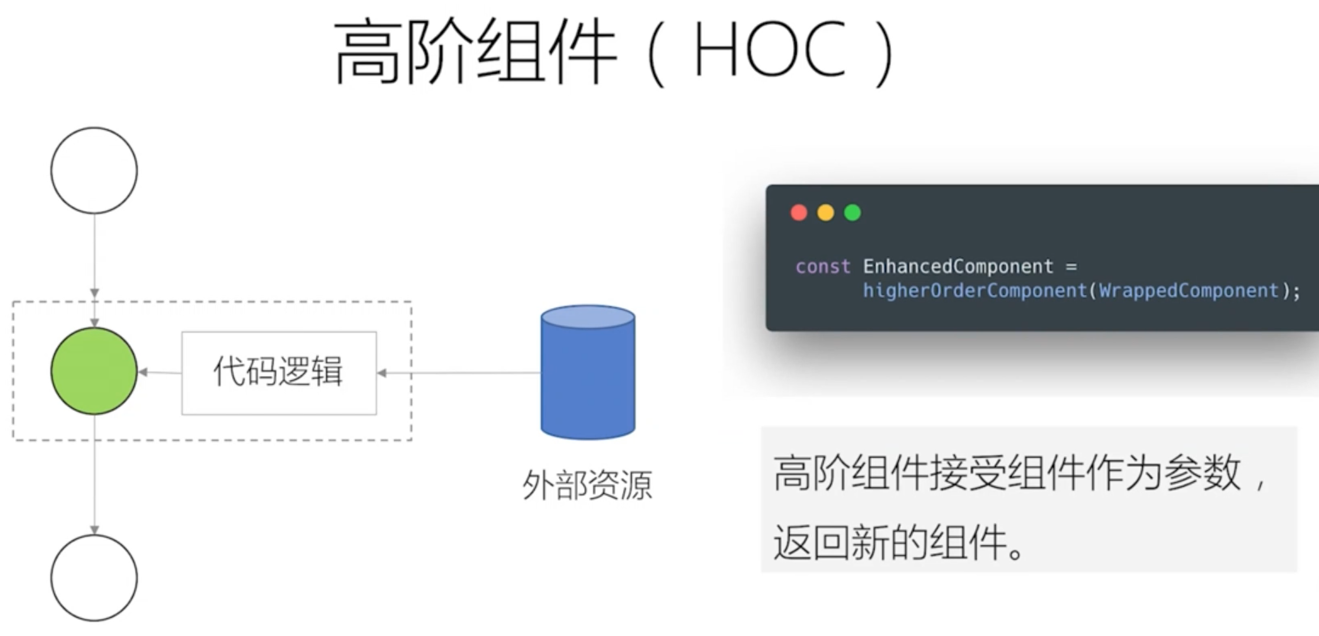 高阶组件（HOC）
代码逻辑
外部资源
const EnhancedComponent =
higherOrderComponent(WrappedComponent);
高阶组件接受组件作为参数，
返回新的组件。